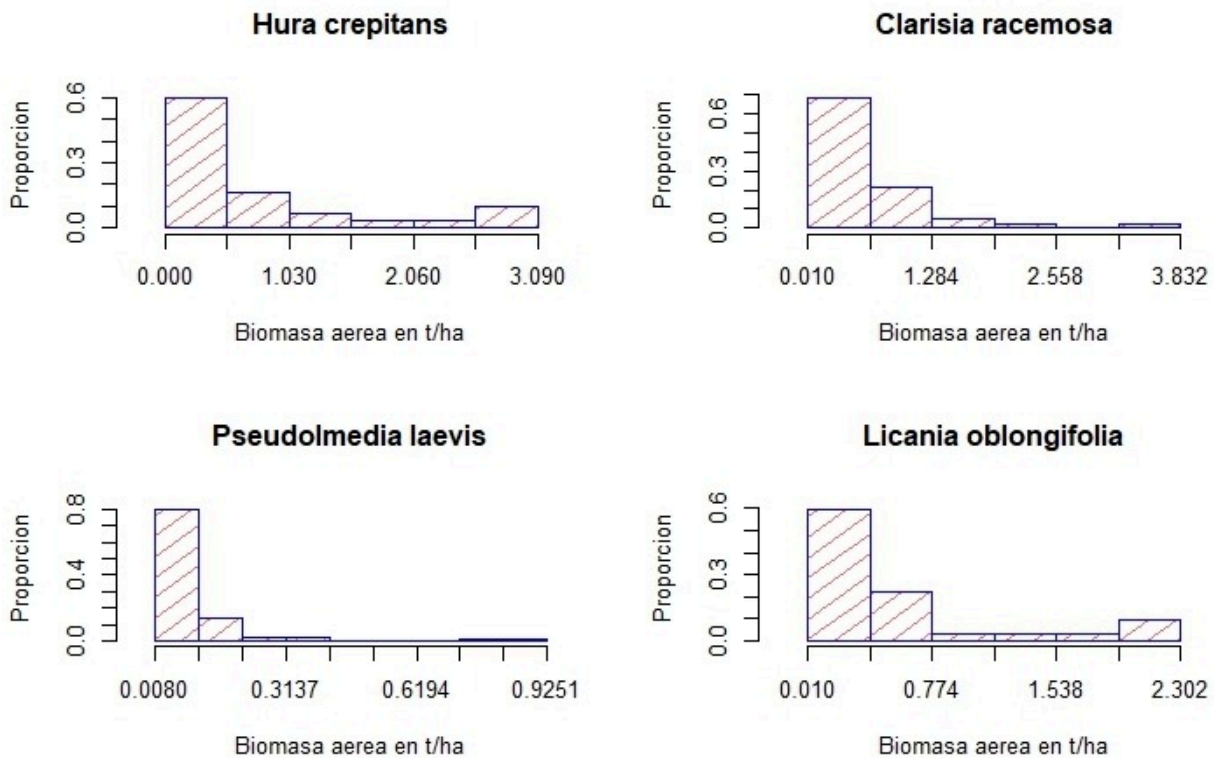 Hura crepitans
Proporcion
0.6
0.3
0.0
0.000 1.030 2.060 3.090
Biomasa aerea en t/ha
Clarisia racemosa
Proporcion
0.6
0.3
0.0
0.010 1.284 2.558 3.832
Biomasa aerea en t/ha
Pseudolmedia laevis
Proporcion
0.8
0.4
0.0
0.0080 0.3137 0.6194 0.9251
Biomasa aerea en t/ha
Licania oblongifolia
Proporcion
0.6
0.3
0.0
0.010 0.774 1.538 2.302
Biomasa aerea en t/ha